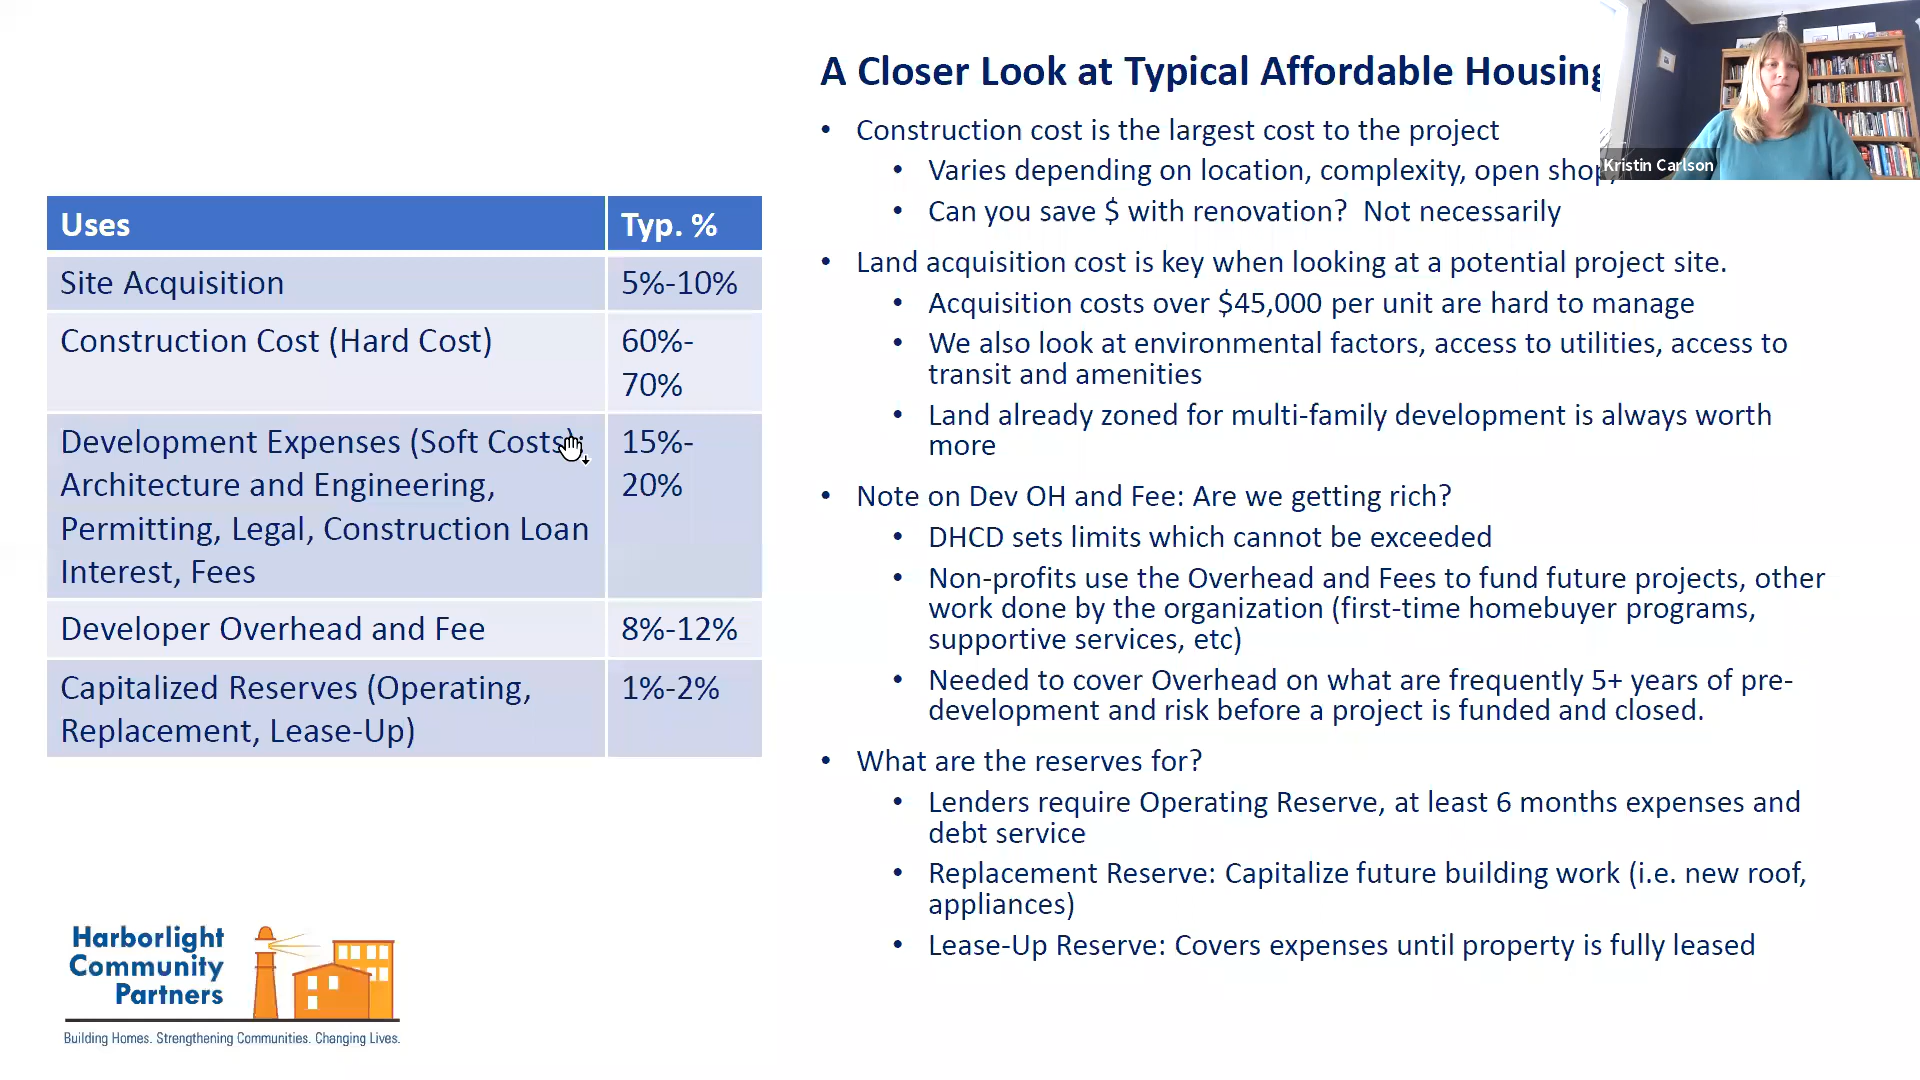 A Closer Look at Typical Affordable Housing
Kristin Carlson
• Construction cost is the largest cost to the project
• Varies depending on location, complexity, open shop,
• Can you save $ with renovation?  Not necessarily
• Land acquisition cost is key when looking at a potential project site.
• Acquisition costs over $45,000 per unit are hard to manage
• We also look at environmental factors, access to utilities, access to
transit and amenities
• Land already zoned for multi-family development is always worth
more
• Note on Dev OH and Fee: Are we getting rich?
• DHCD sets limits which cannot be exceeded
• Non-profits use the Overhead and Fees to fund future projects, other
work done by the organization (first-time homebuyer programs,
supportive services, etc)
• Needed to cover Overhead on what are frequently 5+ years of pre-
development and risk before a project is funded and closed.
• What are the reserves for?
• Lenders require Operating Reserve, at least 6 months expenses and
debt service
• Replacement Reserve: Capitalize future building work (i.e. new roof,
appliances)
• Lease-Up Reserve: Covers expenses until property is fully leased
Uses Typ. %
Site Acquisition 5%-10%
Construction Cost (Hard Cost) 60%-
70%
Development Expenses (Soft Costs): 15%-
Architecture and Engineering, 20%
Permitting, Legal, Construction Loan
Interest, Fees
Developer Overhead and Fee 8%-12%
Capitalized Reserves (Operating, 1%-2%
Replacement, Lease-Up)
Harborlight
Community
Partners
Building Homes. Strengthening Communities. Changing Lives.